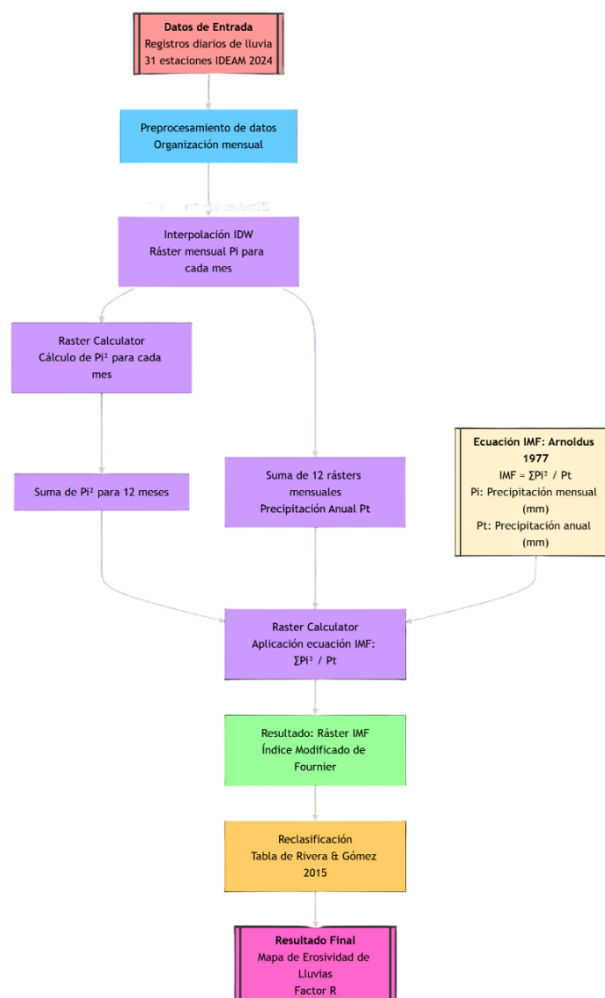 Datos de Entrada
Registros diarios de lluvia
31 estaciones IDEAM 2024
Preprocesamiento de datos
Organización mensual
en ArcGIS
Interpolación IDW
Ráster mensual Pi para
cada mes
Raster Calculator
Cálculo de Pi² para cada
mes
Suma de Pi² para 12 meses
Suma de 12 rásters
mensuales
Precipitación Anual Pt
Ecuación IMF: Arnoldus
1977
IMF = ΣPi² / Pt
Pi: Precipitación mensual
(mm)
Pt: Precipitación anual
(mm)
Raster Calculator
Aplicación ecuación IMF:
ΣPi² / Pt
Resultado: Ráster IMF
Índice Modificado de
Fournier
Reclasificación
Tabla de Rivera & Gómez
2015
Resultado Final
Mapa de Erosividad de
Lluvias
Factor R